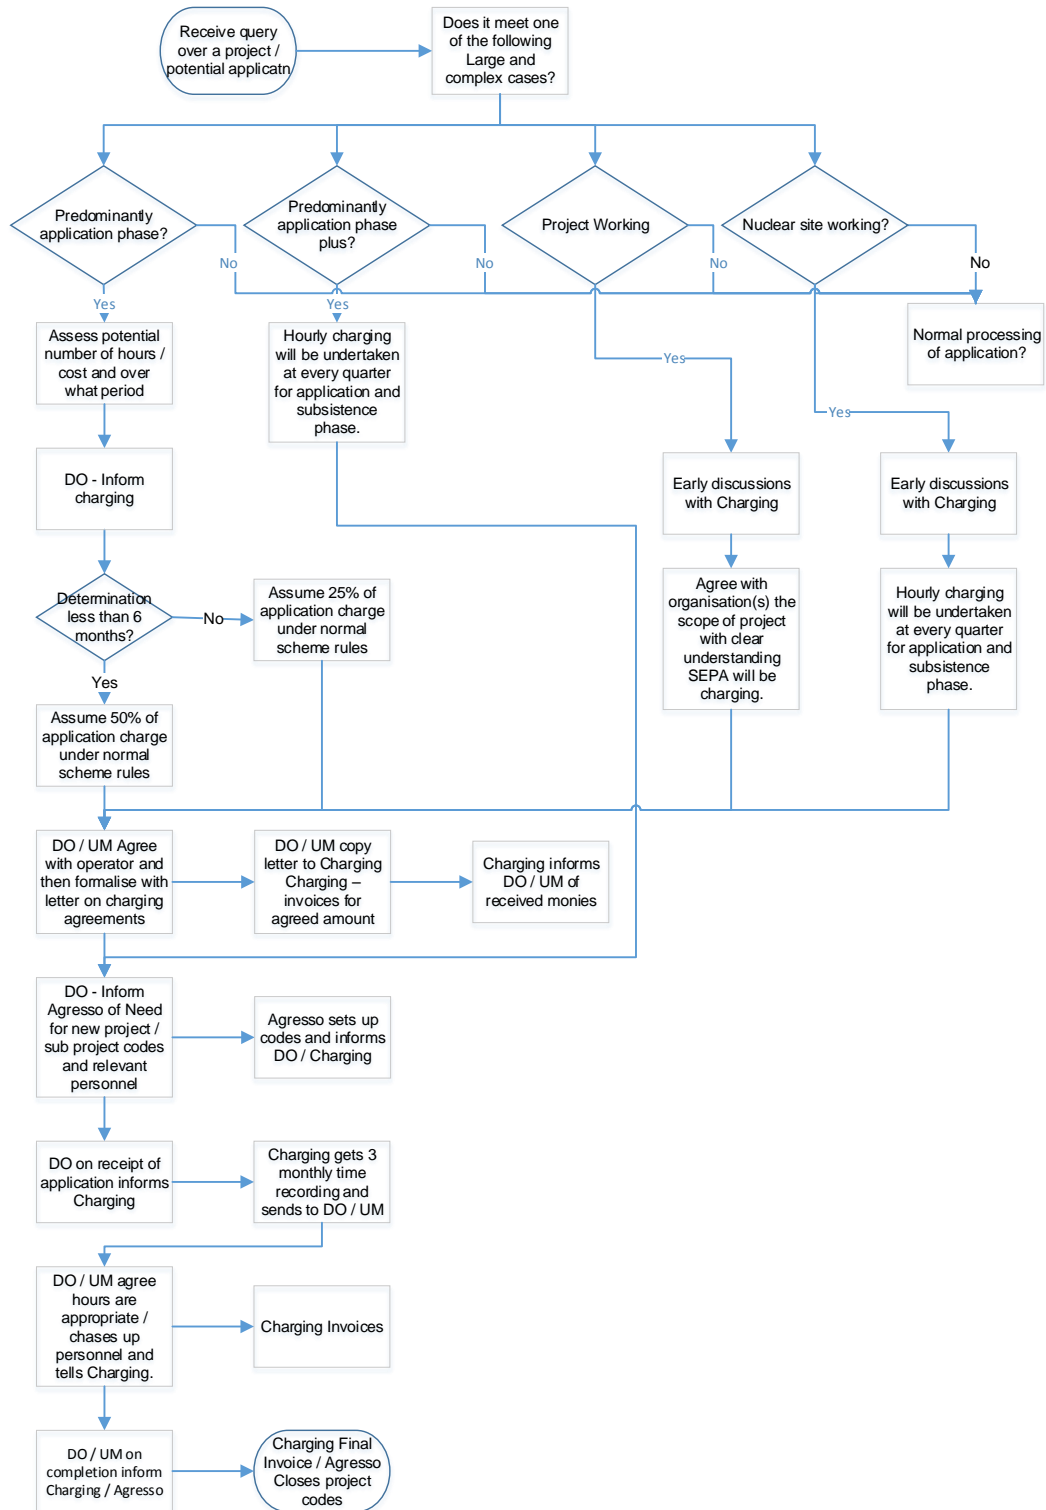 Receive query
over a project /
potential applicatn
Does it meet one
of the following
Large and
complex cases?
Predominantly
application phase?
Predominantly
application phase
plus?
Project Working
Nuclear site working?
No
No
No
No
Yes
Yes
Assess potential
number of hours /
cost and over
what period
Hourly charging
will be undertaken
at every quarter
for application and
subsistence
phase.
Normal processing
of application?
Yes
Yes
DO - Inform
charging
Early discussions
with Charging
Early discussions
with Charging
Determination
less than 6
months?
No
Assume 25% of
application charge
under normal
scheme rules
Agree with
organisation(s) the
scope of project
with clear
understanding
SEPA will be
charging.
Hourly charging
will be undertaken
at every quarter
for application and
subsistence
phase.
Yes
Assume 50% of
application charge
under normal
scheme rules
DO / UM Agree
with operator and
then formalise with
letter on charging
agreements
DO / UM copy
letter to Charging
Charging –
invoices for
agreed amount
Charging informs
DO / UM of
received monies
DO - Inform
Agresso of Need
for new project /
sub project codes
and relevant
personnel
Agresso sets up
codes and informs
DO / Charging
DO on receipt of
application informs
Charging
Charging gets 3
monthly time
recording and
sends to DO / UM
DO / UM agree
hours are
appropriate /
chases up
personnel and
tells Charging.
Charging Invoices
DO / UM on
completion inform
Charging / Agresso
Charging Final
Invoice / Agresso
Closes project
codes